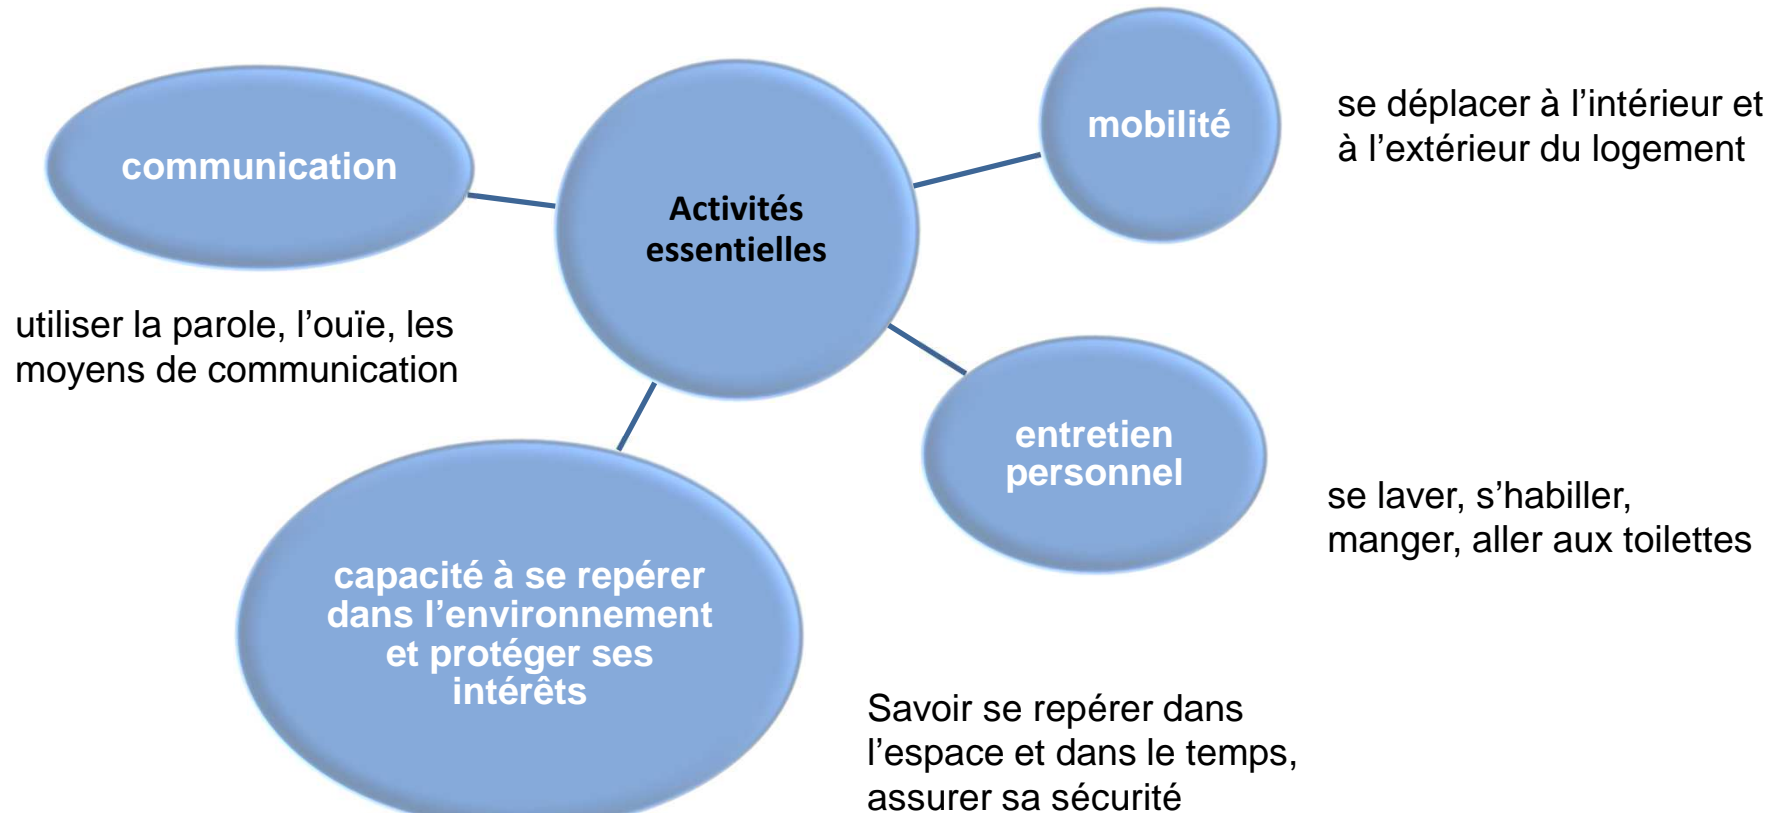 communication
utiliser la parole, l’ouïe, les
moyens de communication
Activités
essentielles
mobilité
se déplacer à l’intérieur et
à l’extérieur du logement
entretien
personnel
se laver, s’habiller,
manger, aller aux toilettes
capacité à se repérer
dans l’environnement
et protéger ses
intérêts
Savoir se repérer dans
l’espace et dans le temps,
assurer sa sécurité